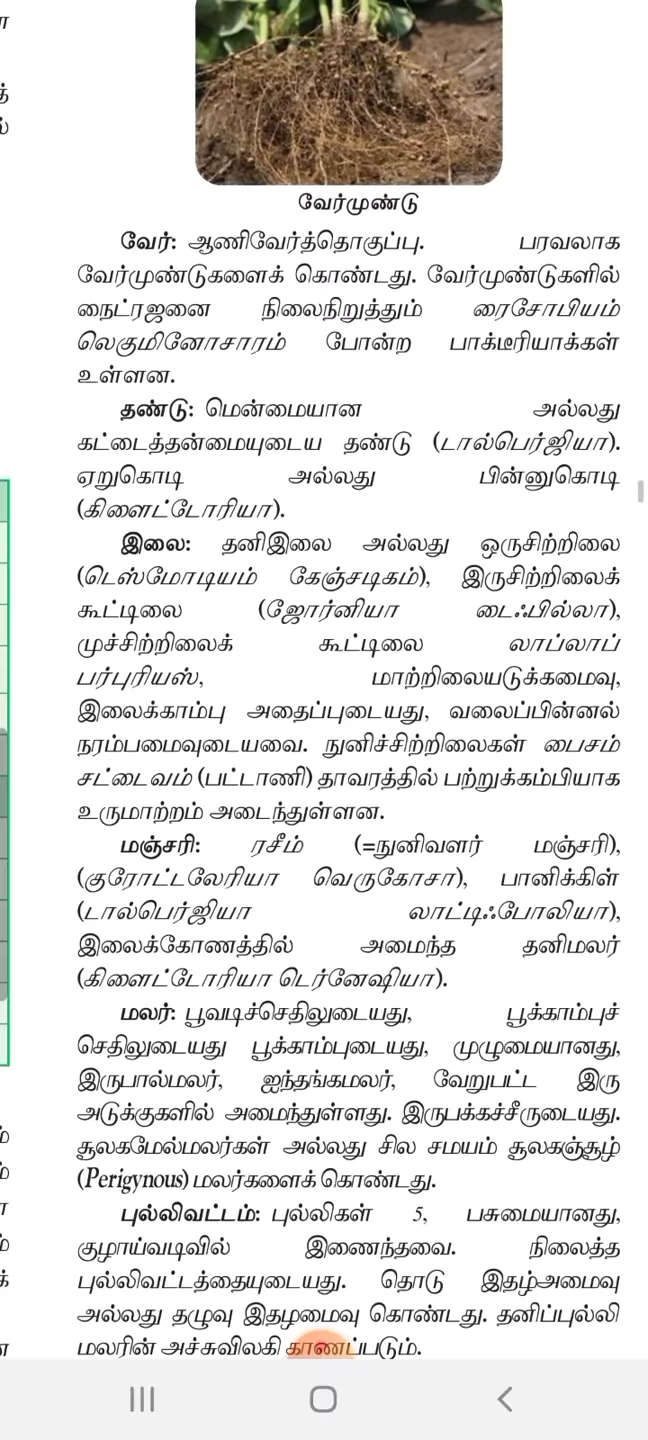 வேர்முண்டு
வேர்: ஆணிவேர்த்தொகுப்பு. பரவலாக
வேர்முண்டுகளைக் கொண்டது. வேர்முண்டுகளில்
நைட்ரஜனை நிலைநிறுத்தும் ரைசோபியம்
லெகுமினோசாரம் போன்ற பாக்டீரியாக்கள்
உள்ளன.
தண்டு: மென்மையான அல்லது
கட்டைத்தன்மையுடைய தண்டு (டால்பெர்ஜியா).
ஏறுகொடி அல்லது பின்னுகொடி
(கிளைட்டோரியா).
இலை: தனிஇலை அல்லது ஒருசிற்றிலை
(டெஸ்மோடியம் கேஞ்சடிகம்), இருசிற்றிலைக்
கூட்டிலை (ஜோர்னியா டைஃபில்லா),
முச்சிற்றிலைக் கூட்டிலை லாப்லாப்
பர்புரியஸ், மாற்றிலையடுக்கமைவு,
இலைக்காம்பு அதைப்புடையது, வலைப்பின்னல்
நரம்பமைவுடையவை. நுனிச்சிற்றிலைகள் பைசம்
சட்டைவம் (பட்டாணி) தாவரத்தில் பற்றுக்கம்பியாக
உருமாற்றம் அடைந்துள்ளன.
மஞ்சரி: ரசீம் (=நுனிவளர் மஞ்சரி),
(குரோட்டலேரியா வெருகோசா), பானிக்கிள்
(டால்பெர்ஜியா லாட்டிஃபோலியா),
இலைக்கோணத்தில் அமைந்த தனிமலர்
(கிளைட்டோரியா டெர்னேஷியா).
மலர்: பூவடிச்செதிலுடையது, பூக்காம்புச்
செதிலுடையது பூக்காம்புடையது, முழுமையானது,
இருபால்மலர், ஐந்தங்கமலர், வேறுபட்ட இரு
அடுக்குகளில் அமைந்துள்ளது. இருபக்கச்சீருடையது.
சூலகமேல்மலர்கள் அல்லது சில சமயம் சூலகஞ்சூழ்
(Perigynous) மலர்களைக் கொண்டது.
புல்லிவட்டம்: புல்லிகள் 5, பசுமையானது,
குழாய்வடிவில் இணைந்தவை. நிலைத்த
புல்லிவட்டத்தையுடையது. தொடு இதழ்அமைவு
அல்லது தழுவு இதழமைவு கொண்டது. தனிப்புல்லி
மலரின் அச்சுவிலகி காணப்படும்.